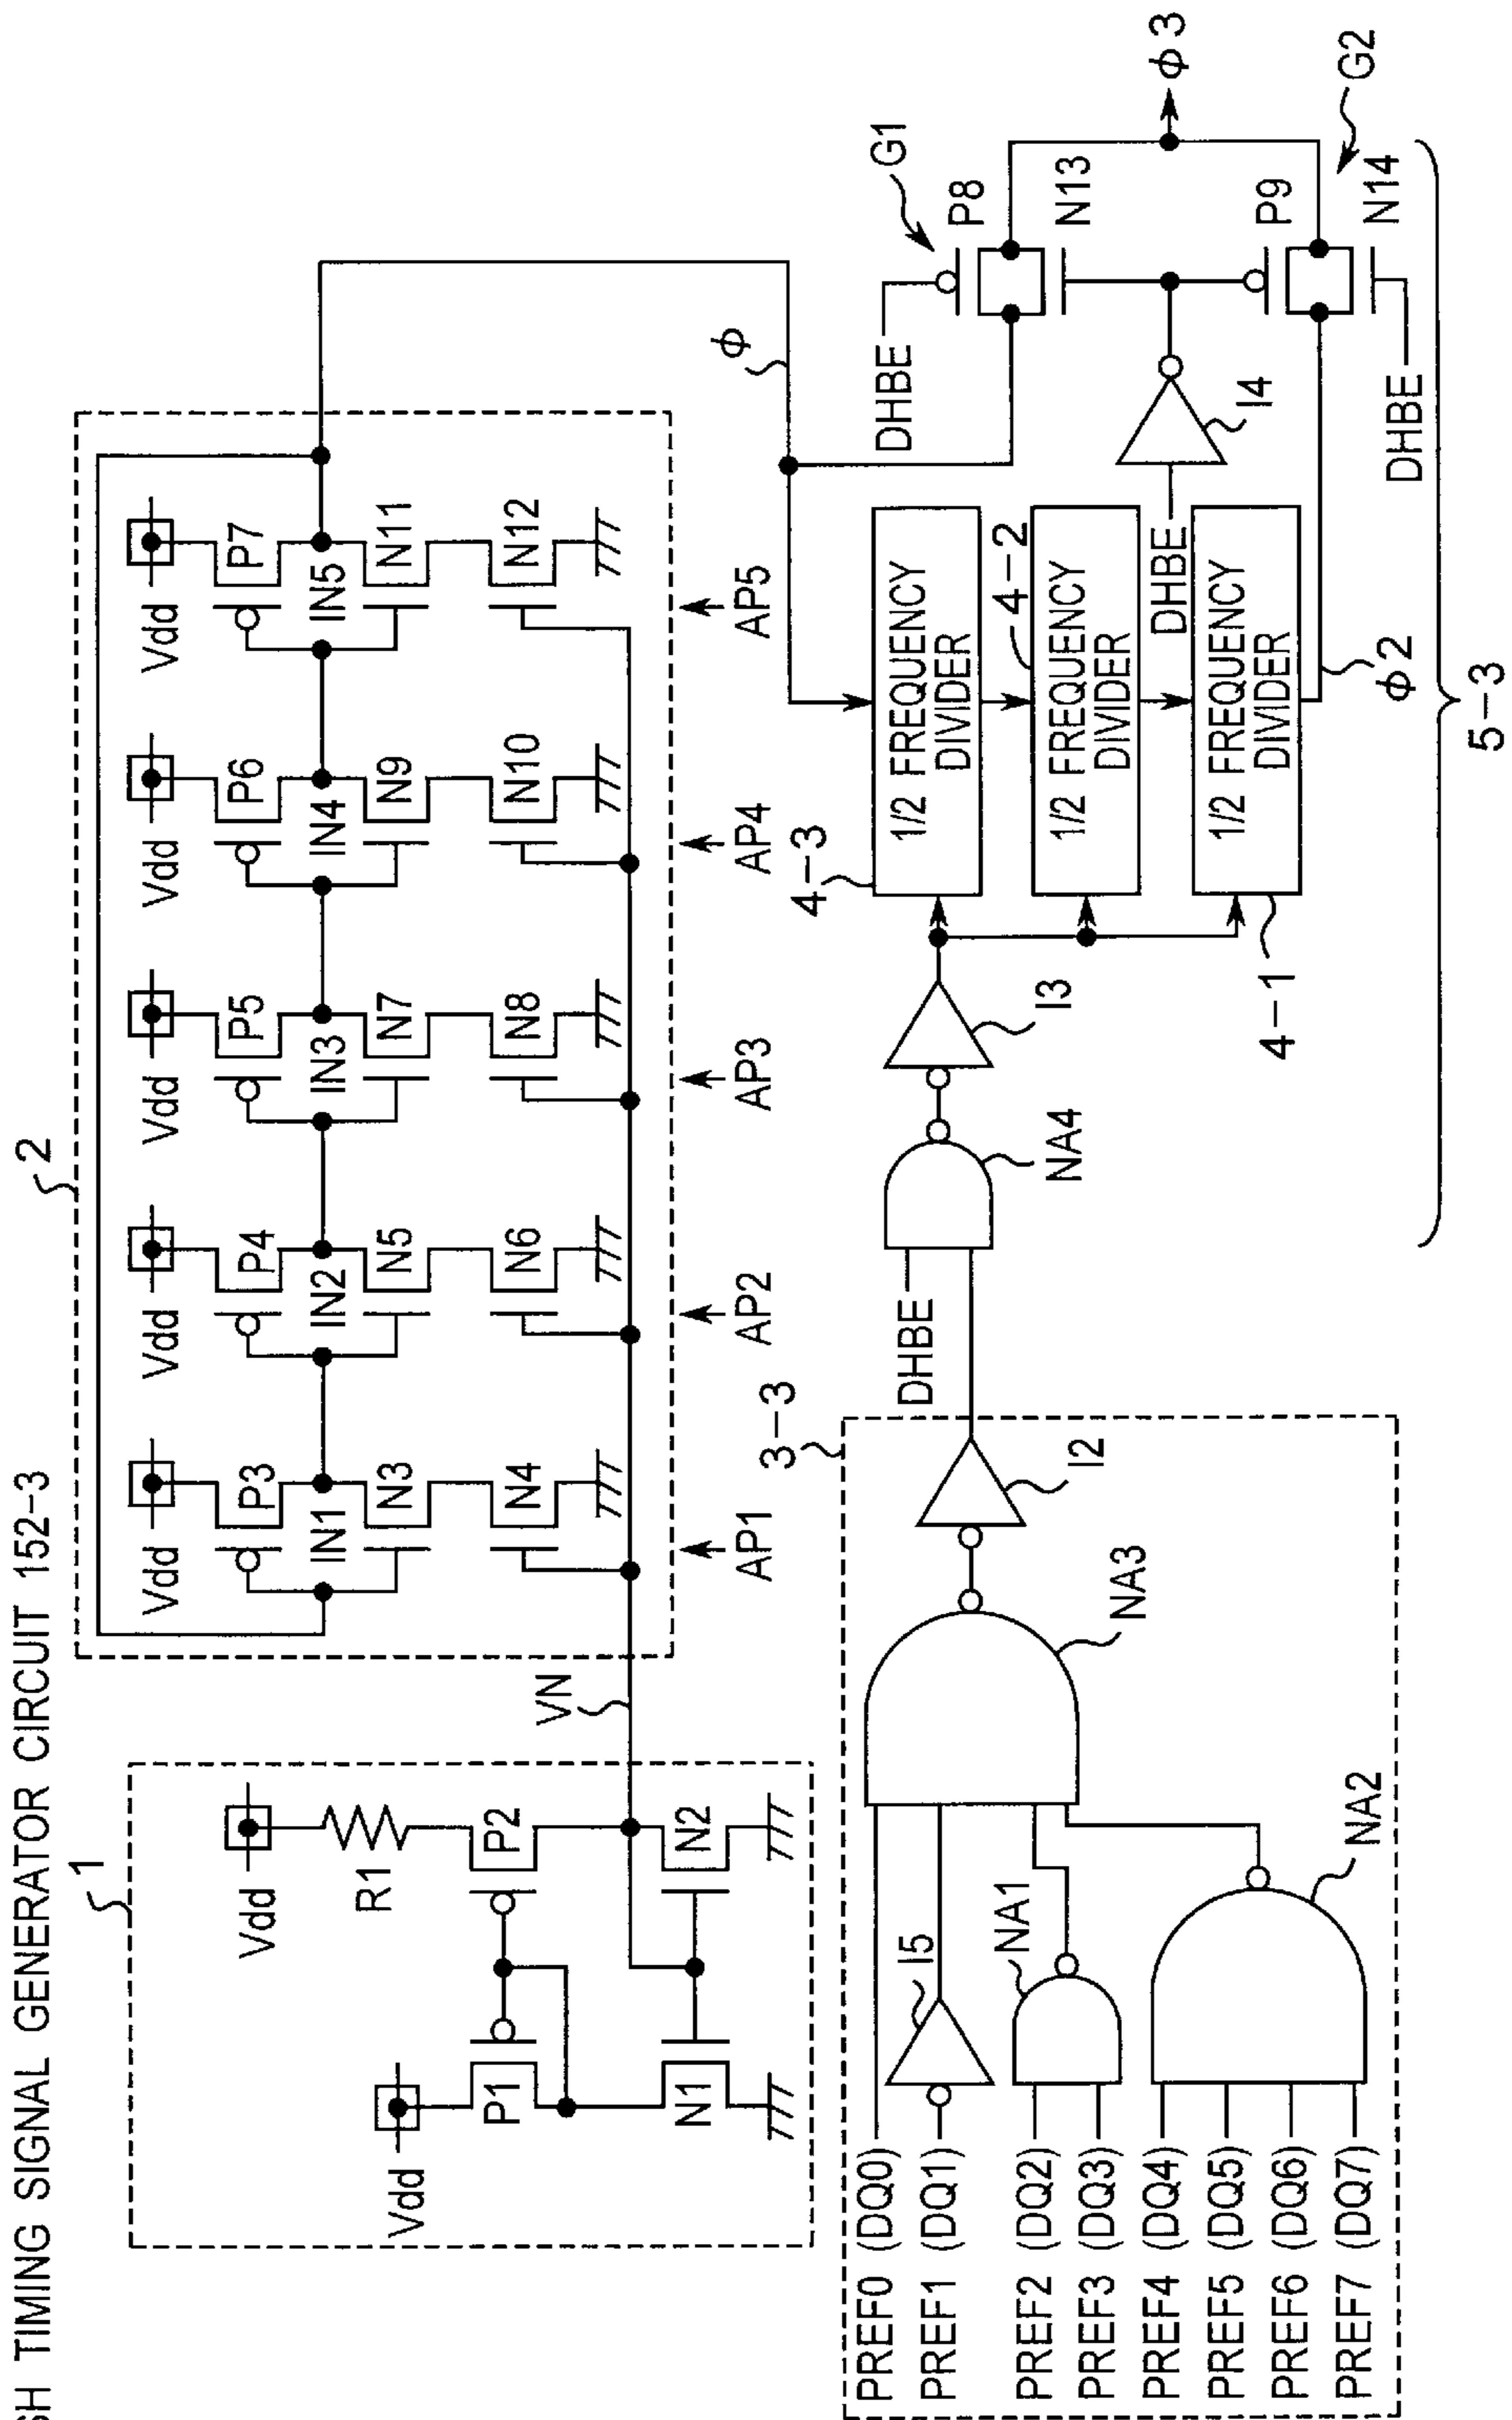 SH TIMING SIGNAL GENERATOR CIRCUIT 152-3
1
Vdd
Vdd
R1
P1
P2
N1
N2
VN
2
Vdd
Vdd
Vdd
Vdd
Vdd
P3
P4
P5
P6
P7
IN1
IN2
IN3
IN4
IN5
N3
N5
N7
N9
N11
N4
N6
N8
N10
N12
AP1
AP2
AP3
AP4
AP5
φ
3-3
PREF0 (DQ0)
PREF1 (DQ1)
PREF2 (DQ2)
PREF3 (DQ3)
PREF4 (DQ4)
PREF5 (DQ5)
PREF6 (DQ6)
PREF7 (DQ7)
I5
NA1
NA2
NA3
I2
DHBE
NA4
I3
4-3
1/2 FREQUENCY
DIVIDER
4-2
1/2 FREQUENCY
DIVIDER
4-1
1/2 FREQUENCY
DIVIDER
φ2
DHBE
I4
DHBE
G1
P8
N13
P9
N14
DHBE
G2
φ3
5-3